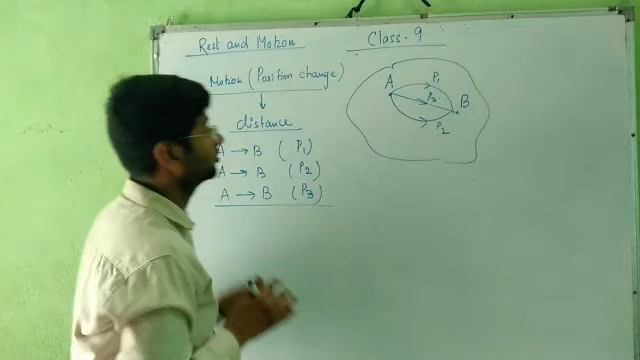 Rest and Motion
Class-9
Motion (Position change)
↓
distance
A → B (P1)
A → B (P2)
A → B (P3)
A
P1
P3
B
P2